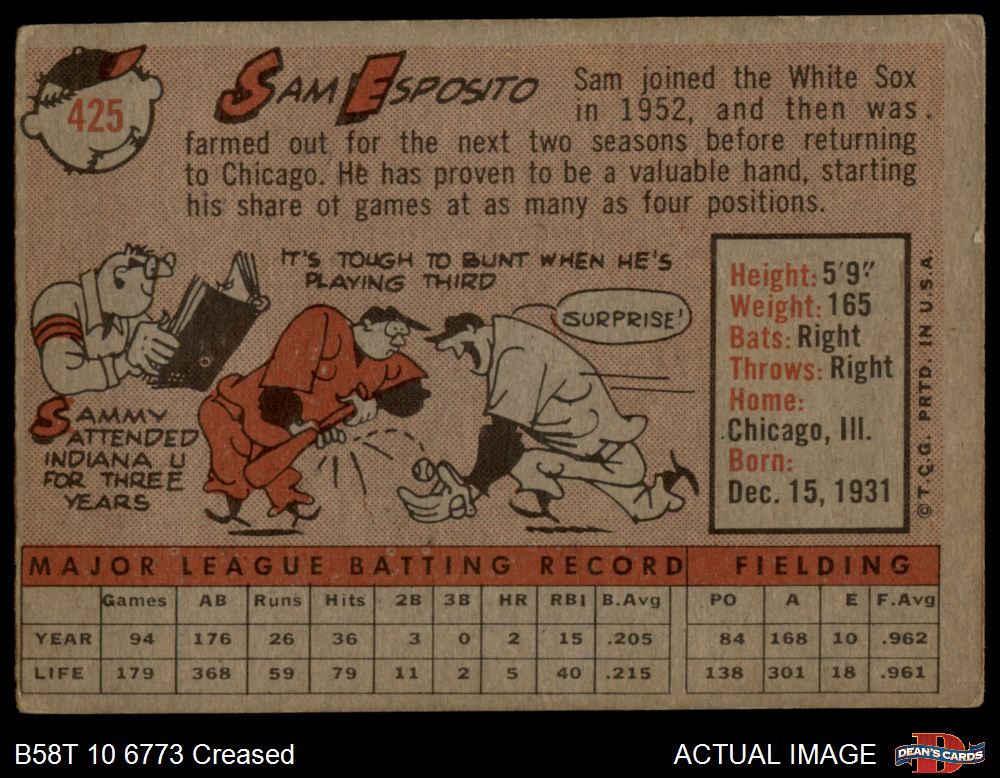 425
SAM ESPOSITO
Sam joined the White Sox
in 1952, and then was
farmed out for the next two seasons before returning
to Chicago. He has proven to be a valuable hand, starting
his share of games at as many as four positions.
IT'S TOUGH TO BUNT WHEN HE'S
PLAYING THIRD
SURPRISE!
SAMMY
ATTENDED
INDIANA U
FOR THREE
YEARS
Height: 5'9"
Weight: 165
Bats: Right
Throws: Right
Home:
Chicago, Ill.
Born:
Dec. 15, 1931
© T.C.G. PRTD. IN U.S.A.
MAJOR LEAGUE BATTING RECORD FIELDING
Games AB Runs Hits 2B 3B HR RBI B.Avg PO A E F.Avg
YEAR 94 176 26 36 3 0 2 15 .205 84 168 10 .962
LIFE 179 368 59 79 11 2 5 40 .215 138 301 18 .961
B58T 10 6773 Creased
ACTUAL IMAGE
DEAN'S CARDS